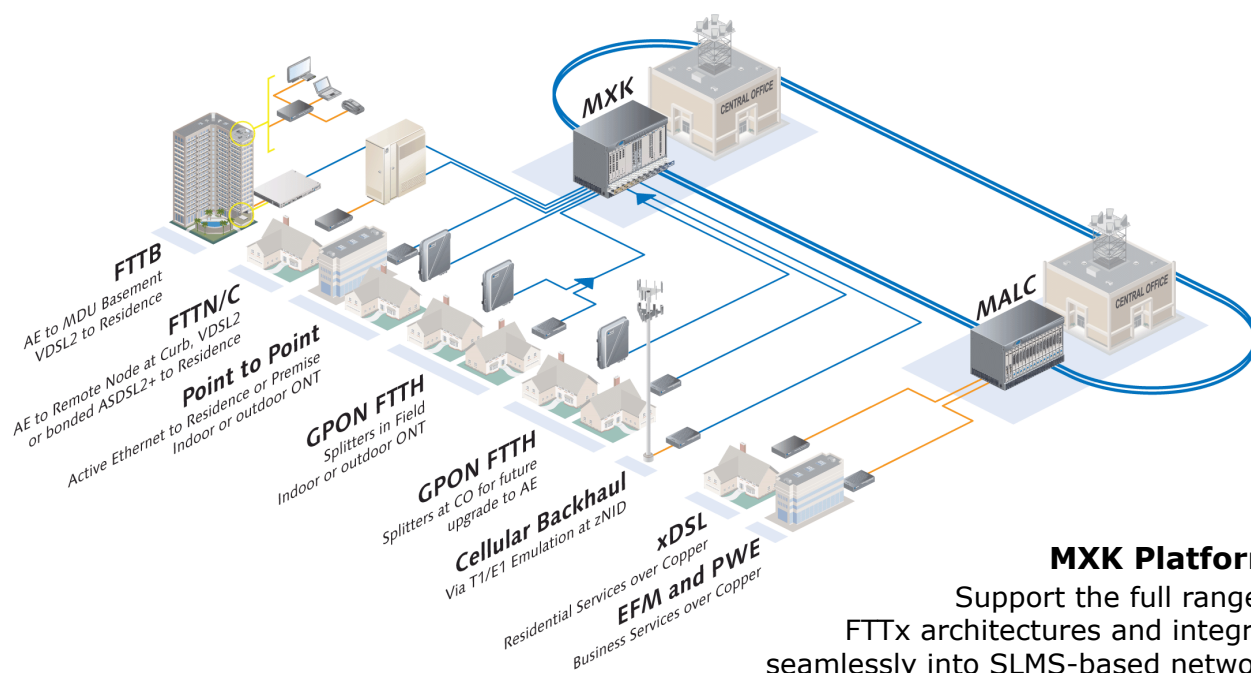 MXK
CENTRAL OFFICE
MALC
CENTRAL OFFICE
FTTB
AE to MDU Basement
VDSL2 to Residence
FTTN/C
AE to Remote Node at Curb, VDSL2
or bonded ASDSL2+ to Residence
Point to Point
Active Ethernet to Residence or Premise
Indoor or outdoor ONT
GPON FTTH
Splitters in Field
Indoor or outdoor ONT
GPON FTTH
Splitters at CO for future
upgrade to AE
Cellular Backhaul
Via T1/E1 Emulation at zNID
xDSL
Residential Services over Copper
EFM and PWE
Business Services over Copper
MXK Platfor
Support the full range
FTTx architectures and integr
seamlessly into SLMS-based netwo